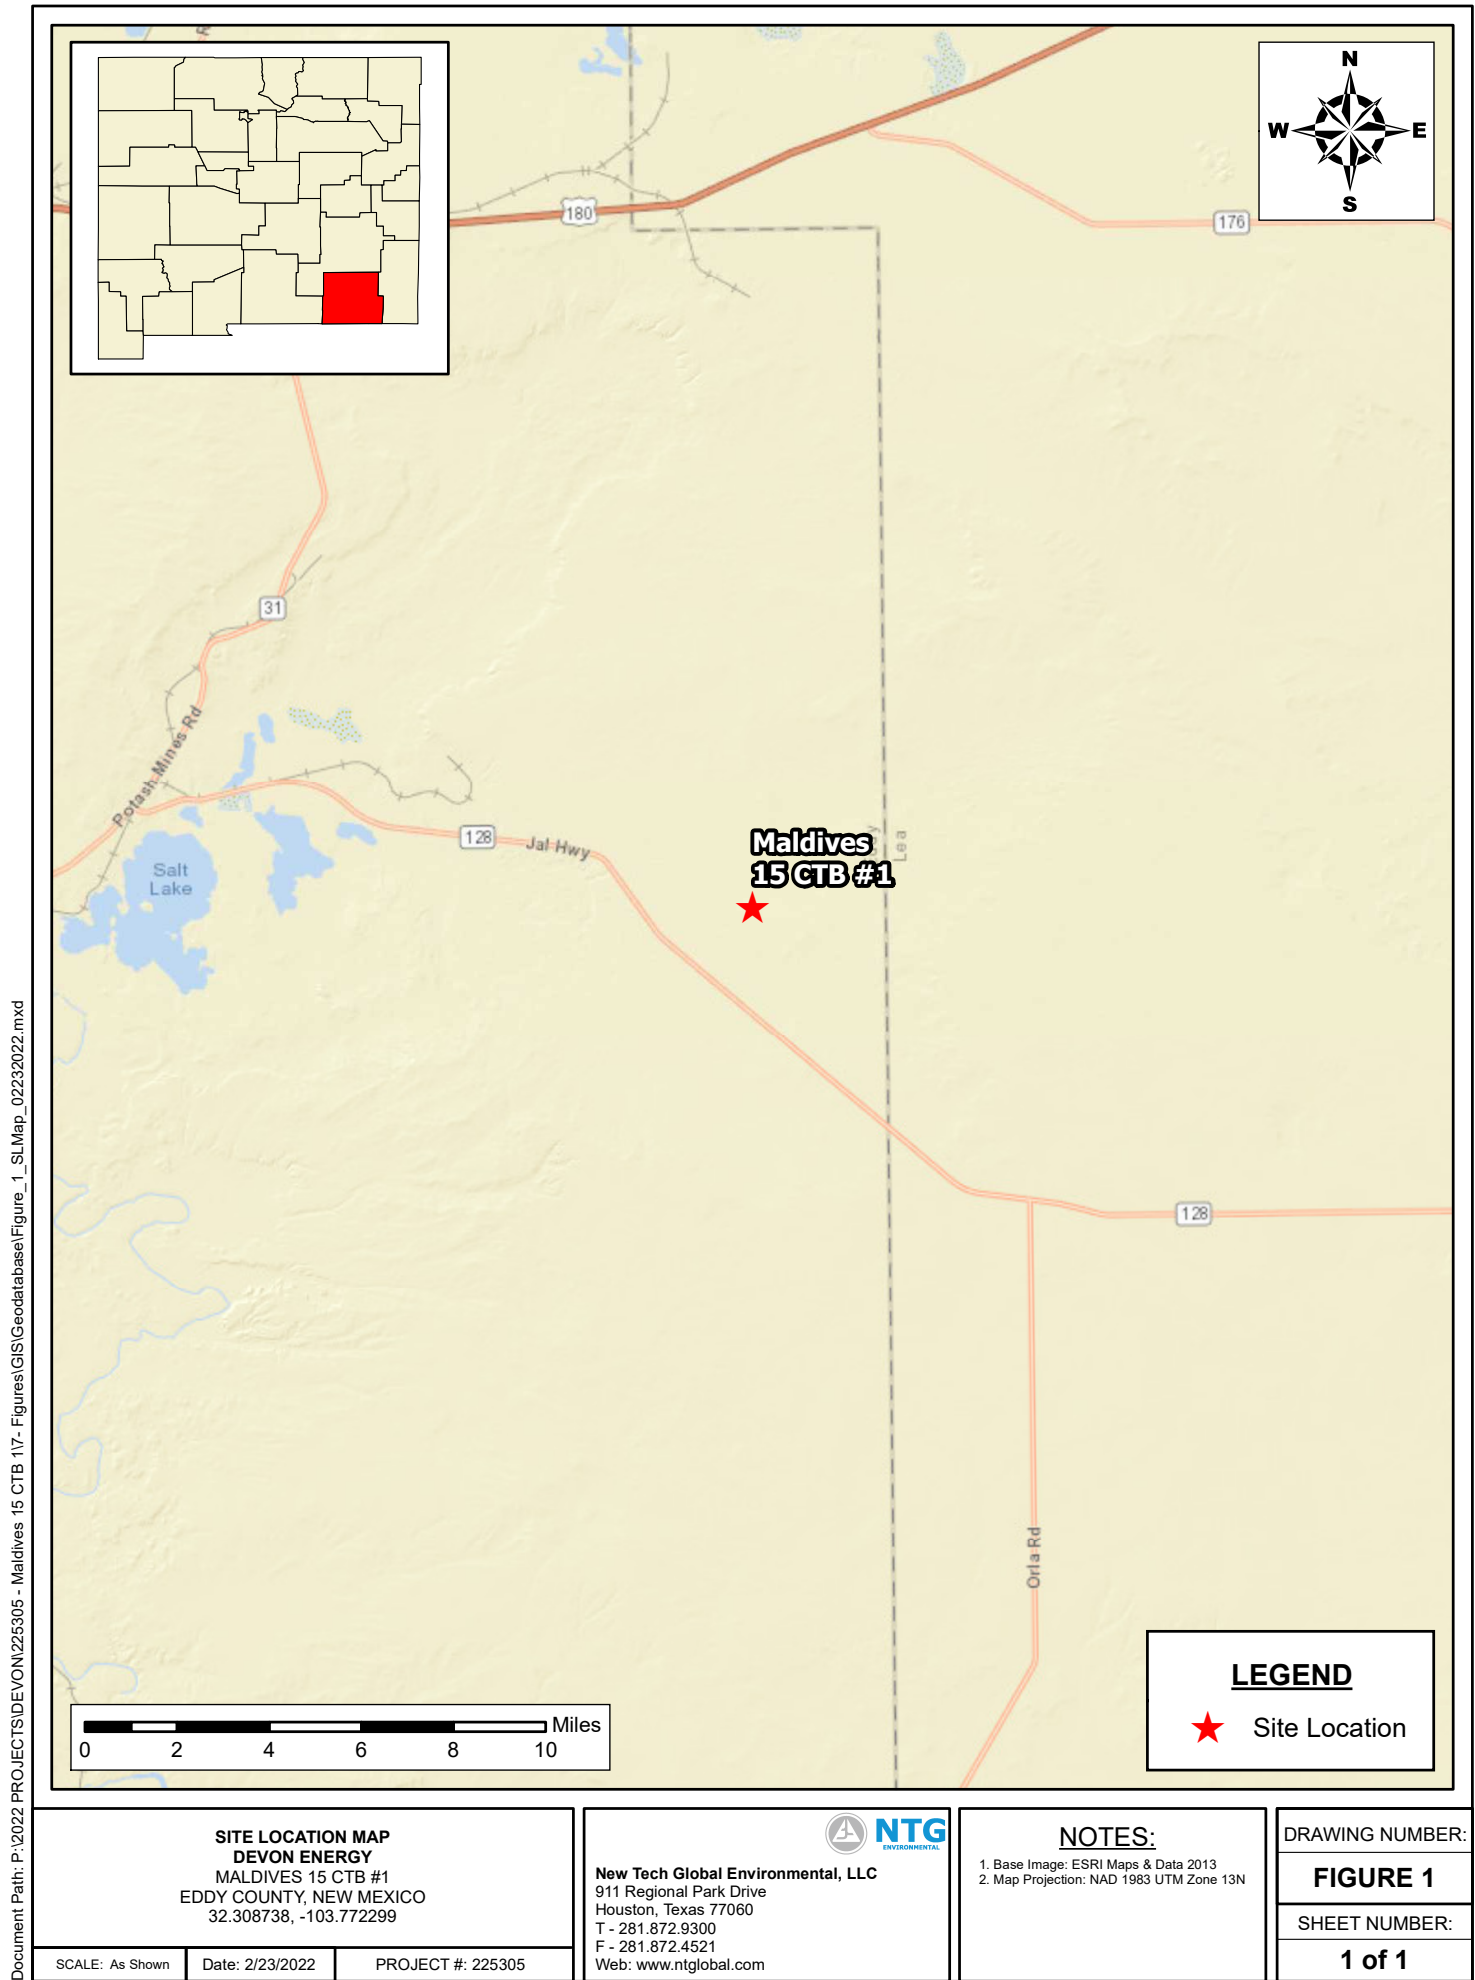 N
W
E
S
180
176
31
Potash Mines Rd
Salt
Lake
128
Jal Hwy
Maldives
15 CTB #1
Lea
128
Orla Rd
LEGEND
Site Location
Miles
0 2 4 6 8 10
Document Path: P:\2022 PROJECTS\DEVON\225305 - Maldives 15 CTB 1\7- Figures\GIS\Geodatabase\Figure_1_SLMap_02232022.mxd
SITE LOCATION MAP
DEVON ENERGY
MALDIVES 15 CTB #1
EDDY COUNTY, NEW MEXICO
32.308738, -103.772299
SCALE: As Shown
Date: 2/23/2022
PROJECT #: 225305
NTG
ENVIRONMENTAL
New Tech Global Environmental, LLC
911 Regional Park Drive
Houston, Texas 77060
T - 281.872.9300
F - 281.872.4521
Web: www.ntglobal.com
NOTES:
1. Base Image: ESRI Maps & Data 2013
2. Map Projection: NAD 1983 UTM Zone 13N
DRAWING NUMBER:
FIGURE 1
SHEET NUMBER:
1 of 1